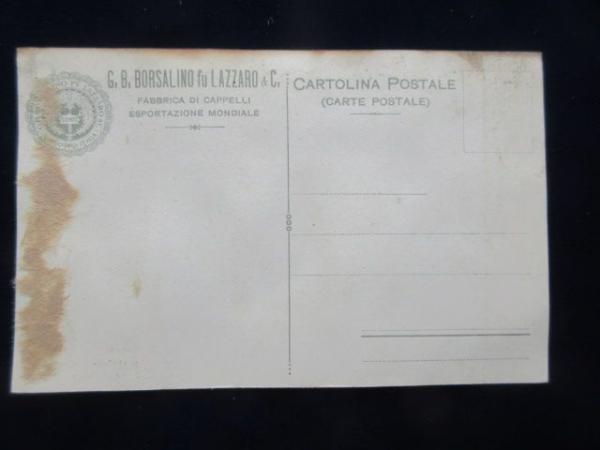 G. B. BORSALINO fu LAZZARO & C.
FABBRICA DI CAPPELLI
ESPORTAZIONE MONDIALE
CARTOLINA POSTALE
(CARTE POSTALE)